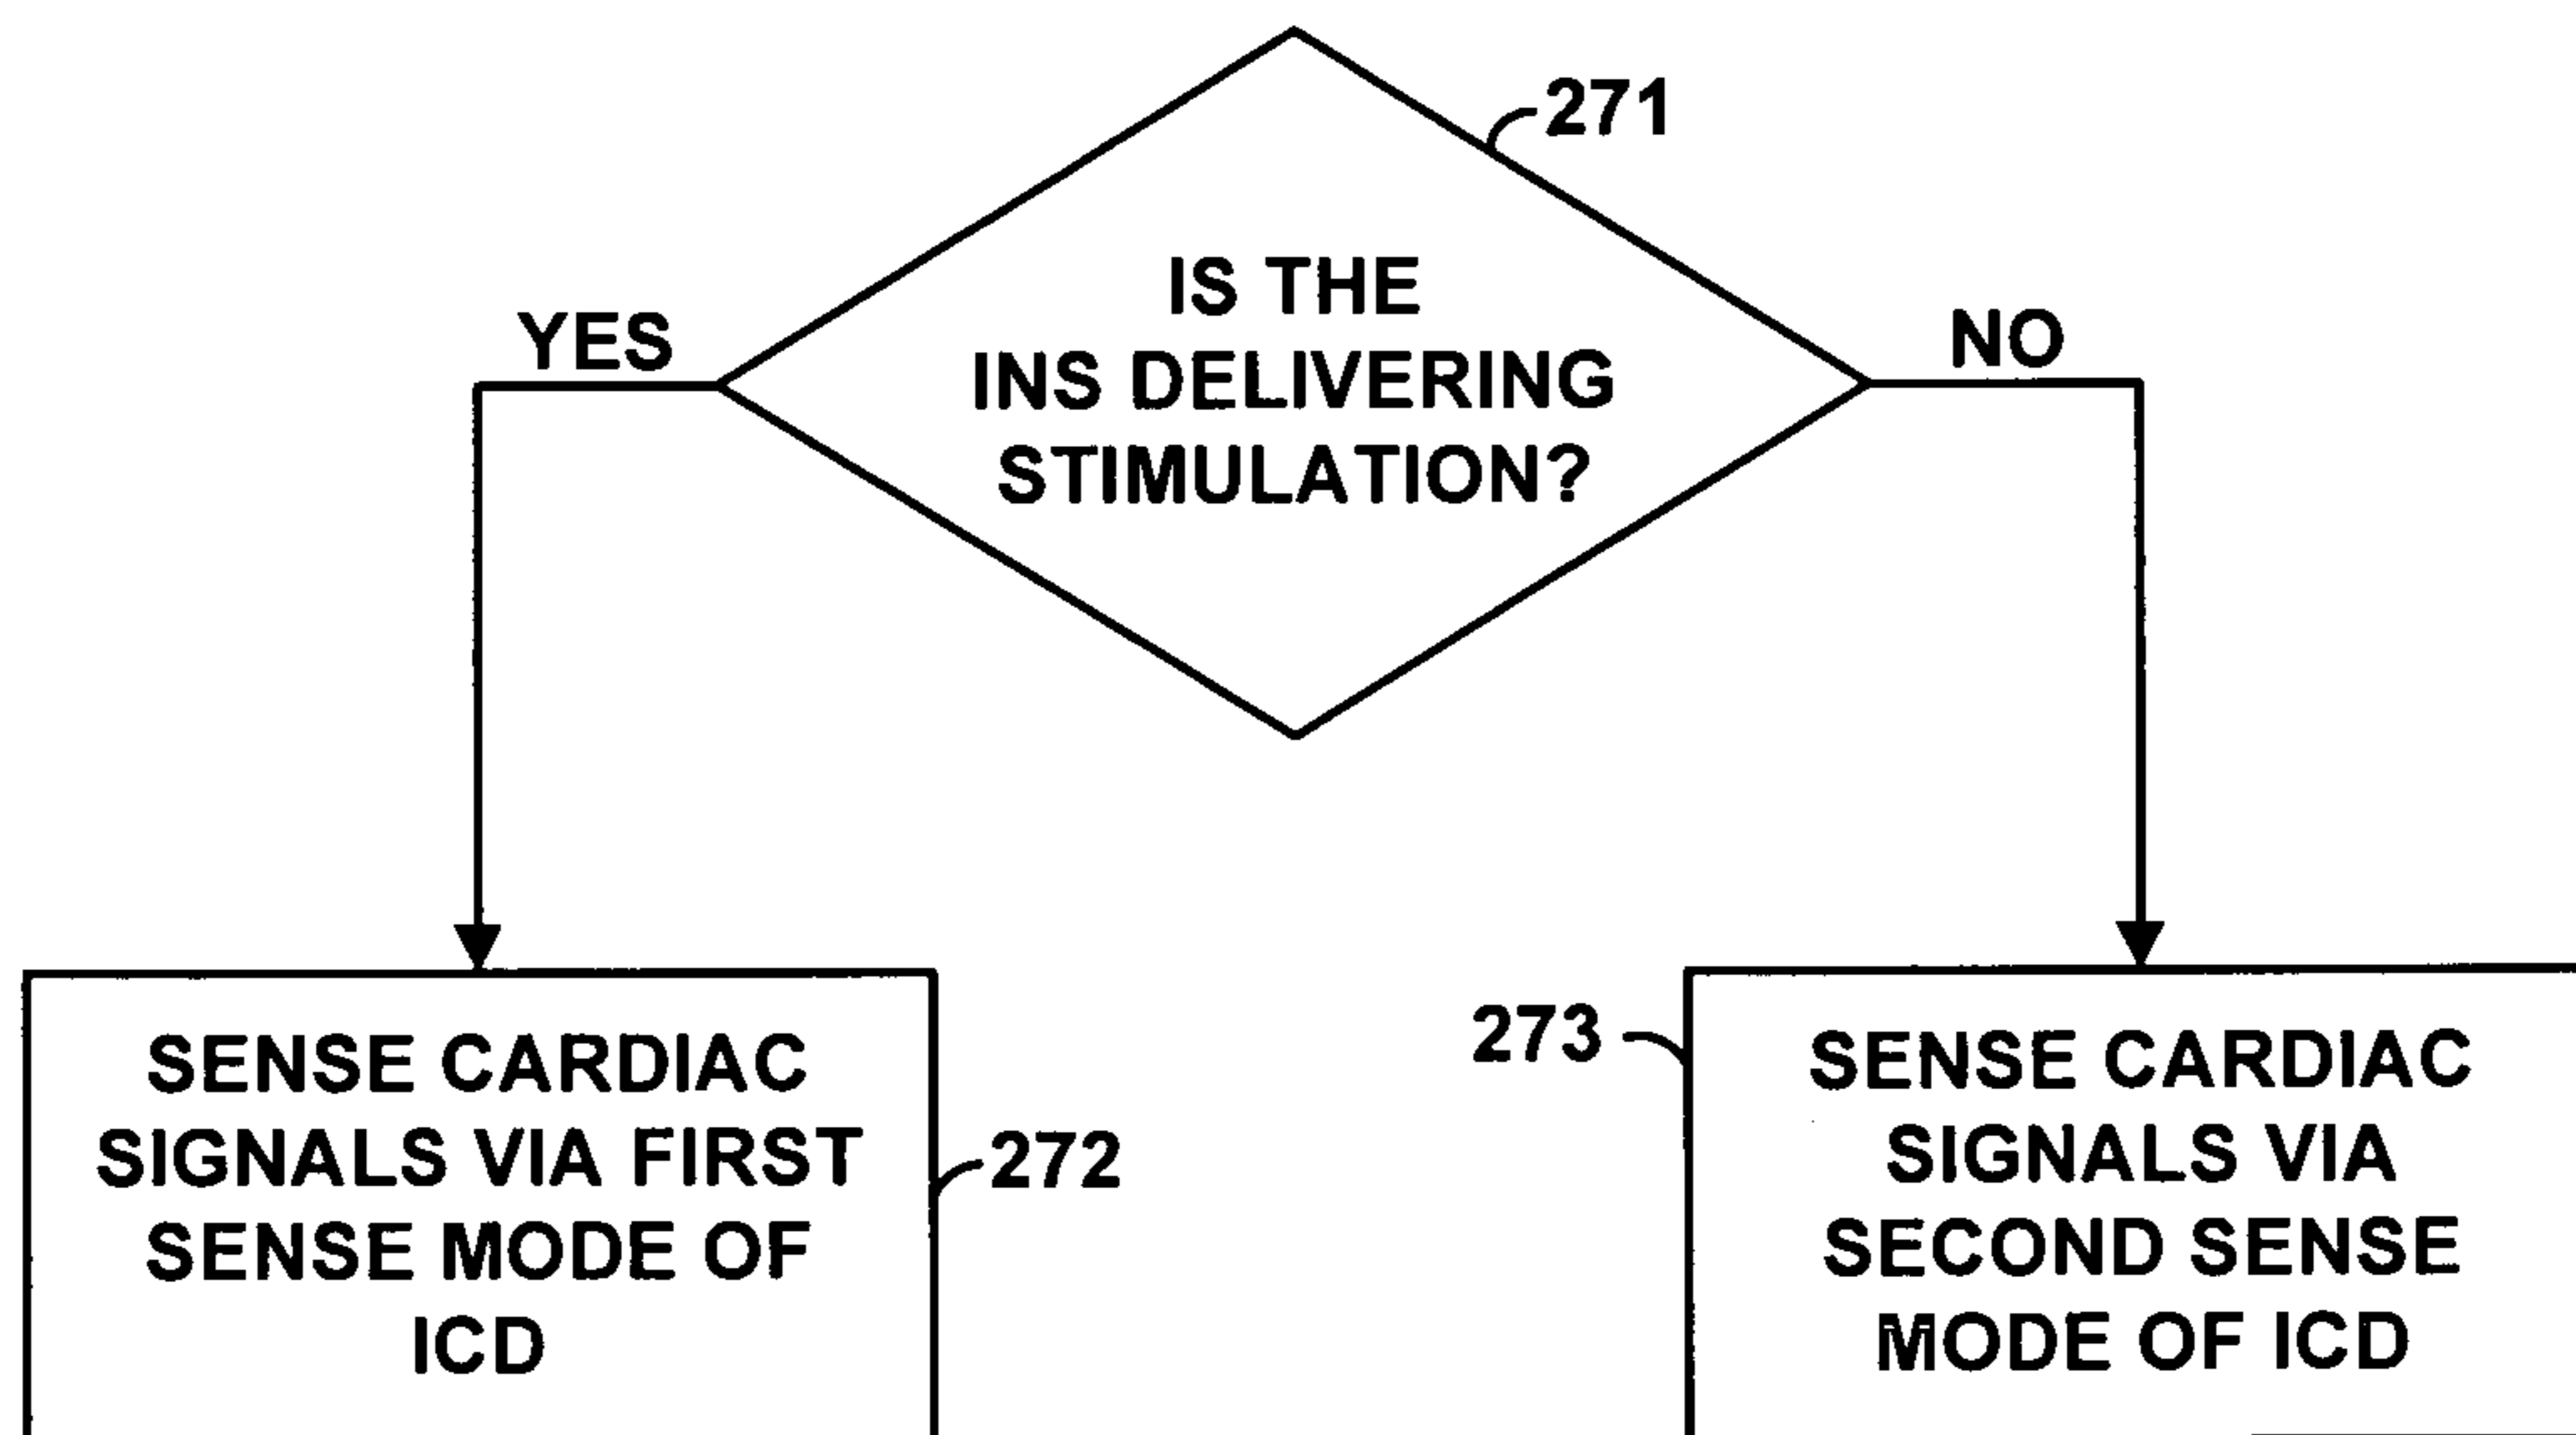 271
IS THE
INS DELIVERING
STIMULATION?
YES
NO
SENSE CARDIAC
SIGNALS VIA FIRST
SENSE MODE OF
ICD
272
273
SENSE CARDIAC
SIGNALS VIA
SECOND SENSE
MODE OF ICD